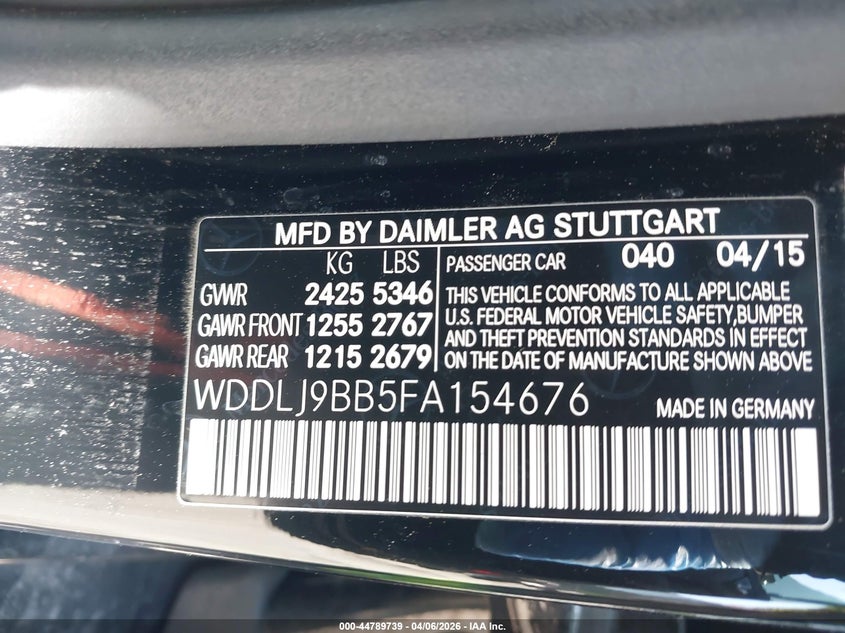 MFD BY DAIMLER AG STUTTGART
KG LBS
GWR 2425 5346
GAWR FRONT 1255 2767
GAWR REAR 1215 2679
PASSENGER CAR 040 04/15
THIS VEHICLE CONFORMS TO ALL APPLICABLE
U.S. FEDERAL MOTOR VEHICLE SAFETY,BUMPER
AND THEFT PREVENTION STANDARDS IN EFFECT
ON THE DATE OF MANUFACTURE SHOWN ABOVE
WDDLJ9BB5FA154676 MADE IN GERMANY
000-44789739 - 04/06/2026 - IAA Inc.